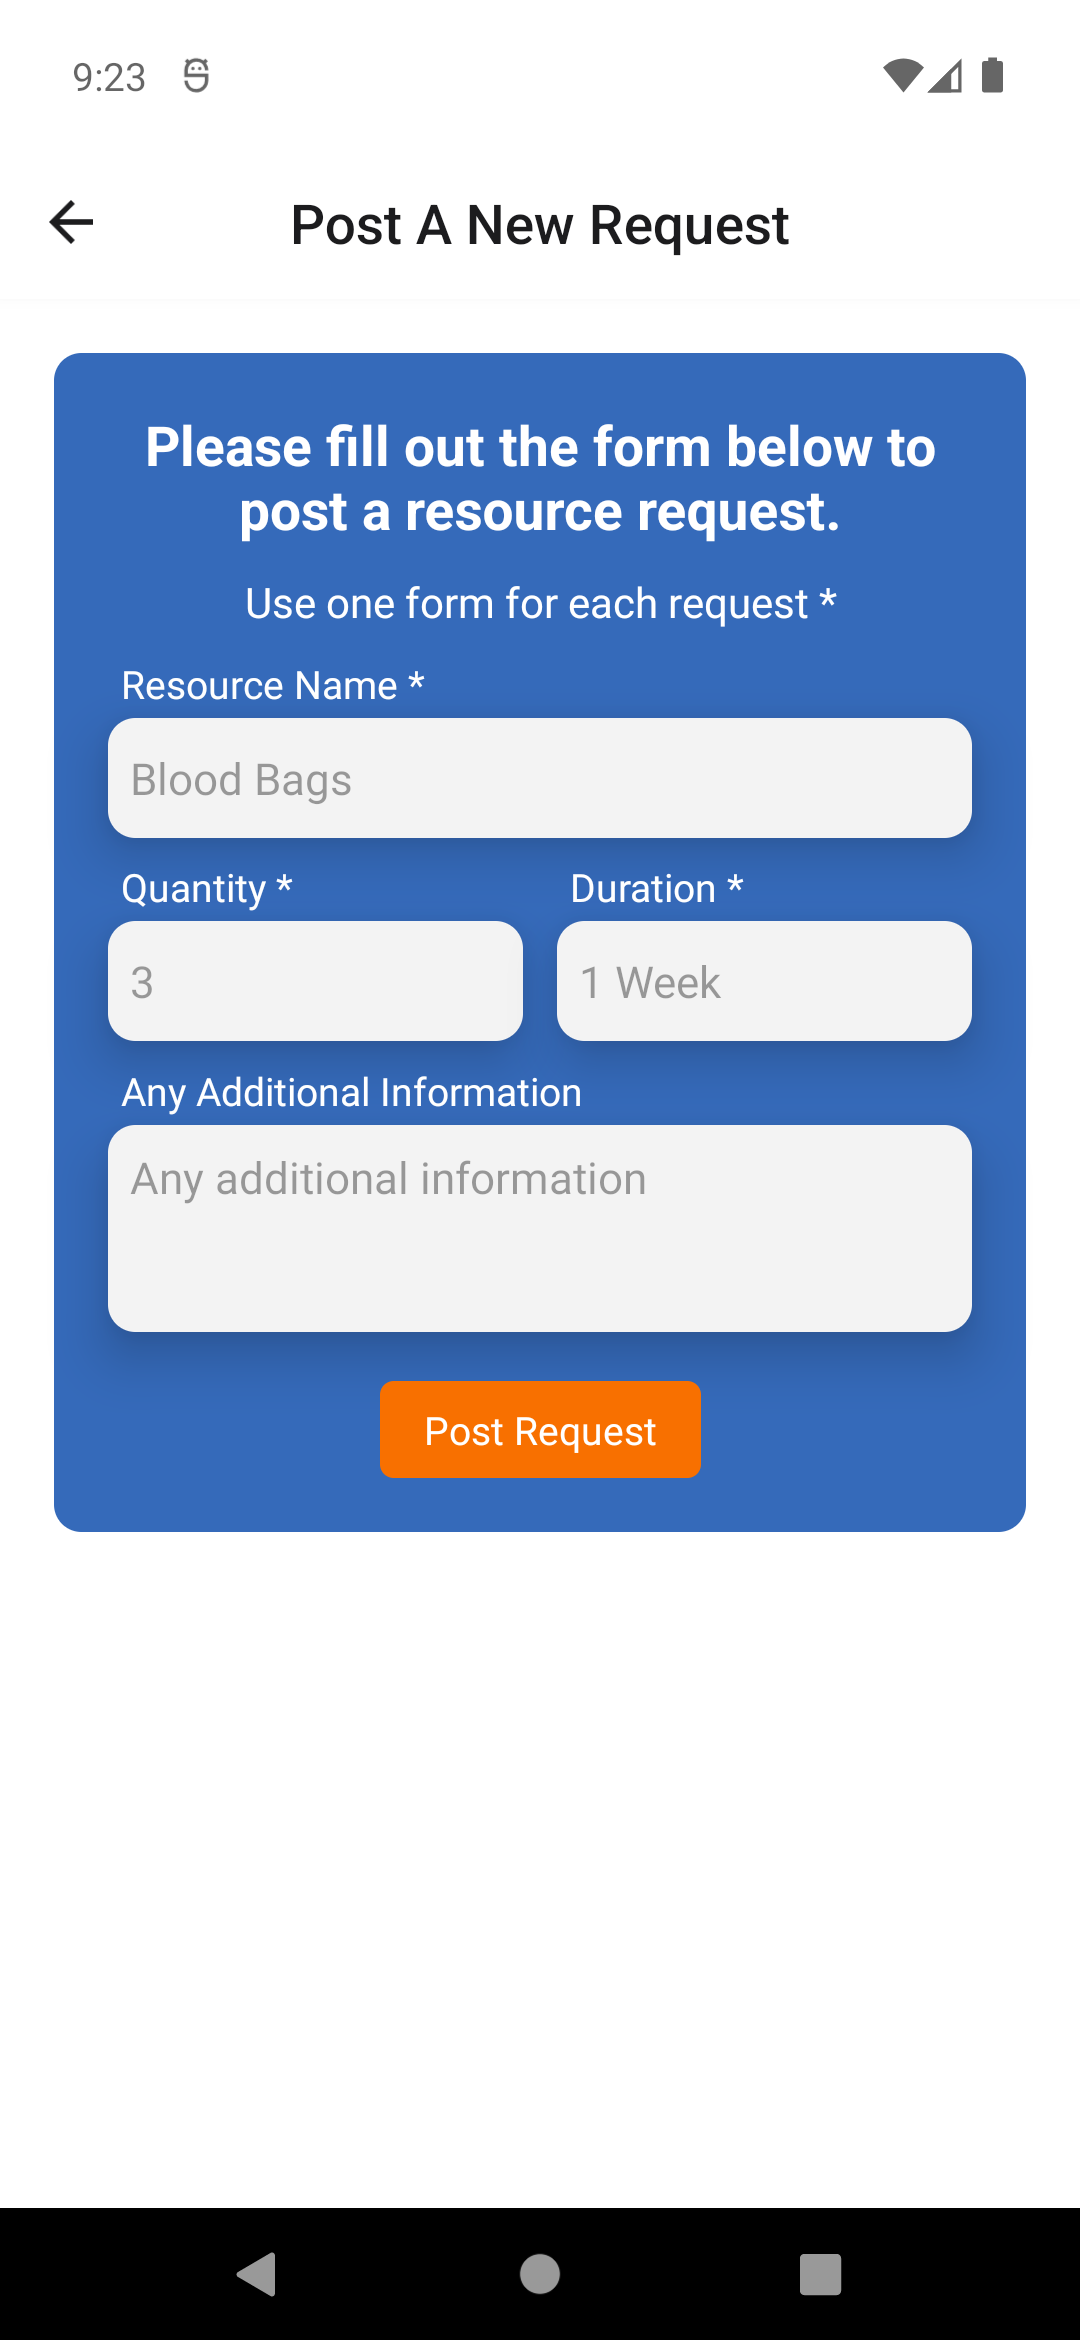 9:23
Post A New Request
Please fill out the form below to
post a resource request.
Use one form for each request *
Resource Name *
Blood Bags
Quantity *
Duration *
3
1 Week
Any Additional Information
Any additional information
Post Request